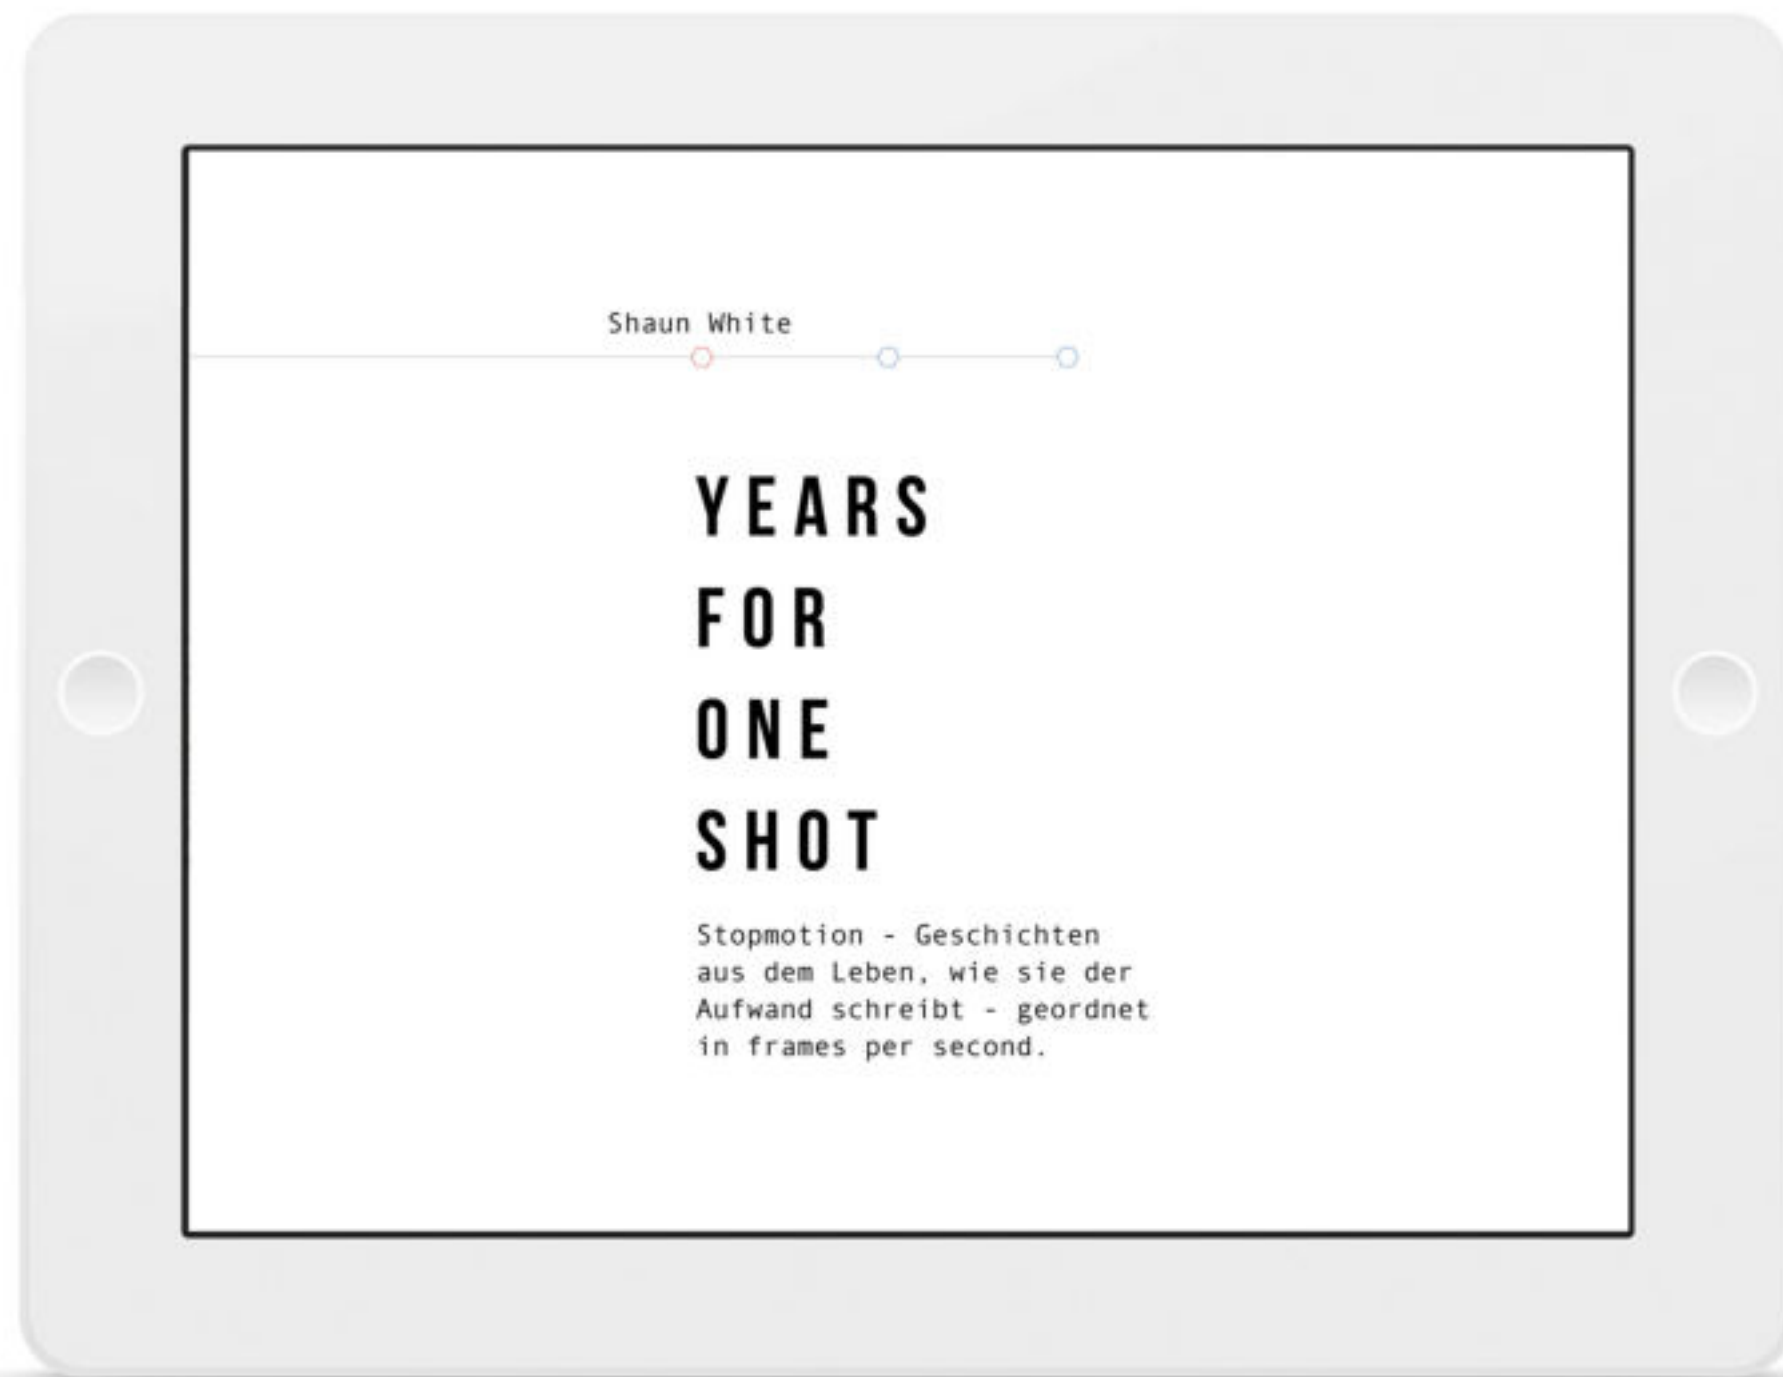 Shaun White
YEARS
FOR
ONE
SHOT
Stopmotion - Geschichten
aus dem Leben, wie sie der
Aufwand schreibt - geordnet
in frames per second.